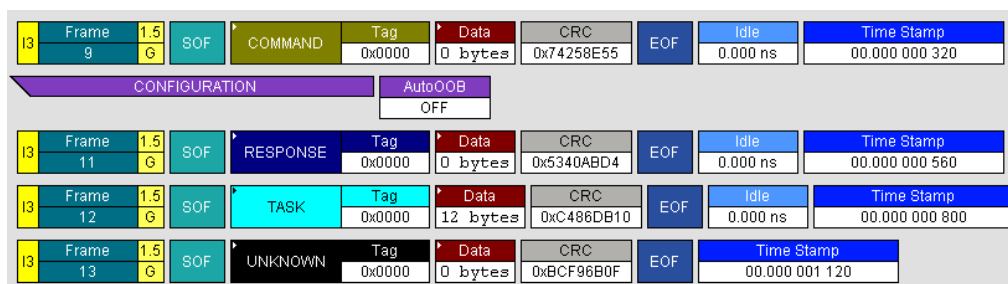 I3 Frame 1.5 SOF COMMAND Tag Data CRC EOF Idle Time Stamp
9 G 0x0000 0 bytes 0x74258E55 0.000 ns 00.000 000 320
CONFIGURATION AutoOOB
OFF
I3 Frame 1.5 SOF RESPONSE Tag Data CRC EOF Idle Time Stamp
11 G 0x0000 0 bytes 0x5340ABD4 0.000 ns 00.000 000 560
I3 Frame 1.5 SOF TASK Tag Data CRC EOF Idle Time Stamp
12 G 0x0000 12 bytes 0xC486DB10 0.000 ns 00.000 000 800
I3 Frame 1.5 SOF UNKNOWN Tag Data CRC EOF Time Stamp
13 G 0x0000 0 bytes 0xBCF96B0F 00.000 001 120